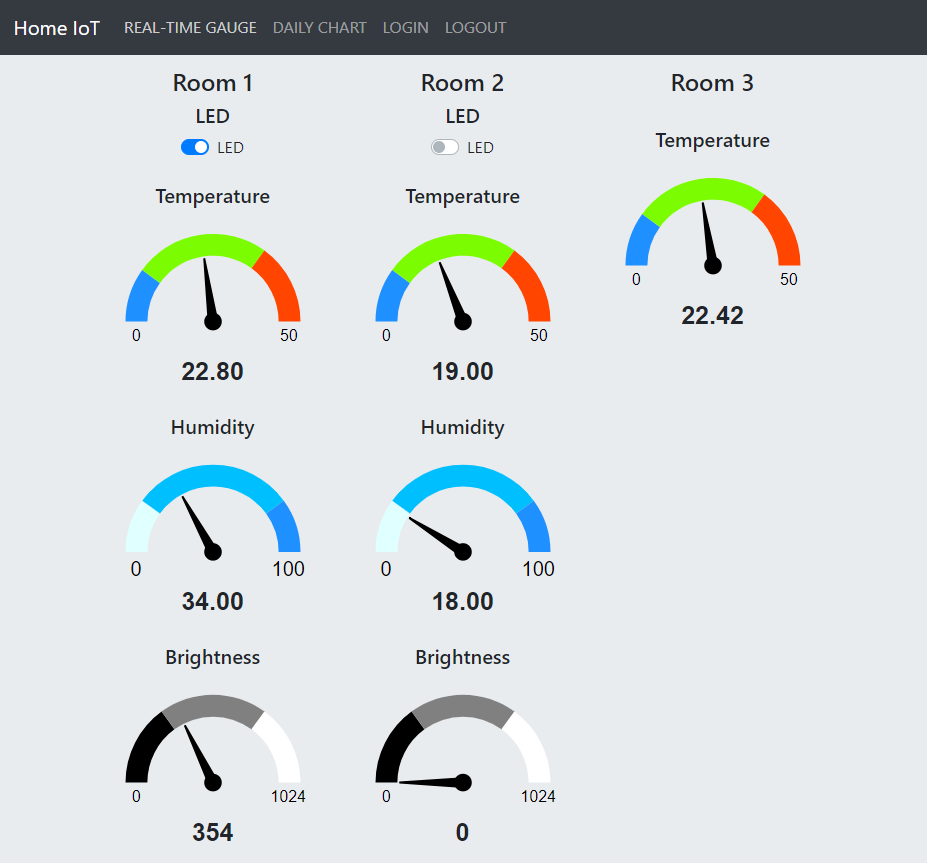 Home IoT REAL-TIME GAUGE DAILY CHART LOGIN LOGOUT
Room 1
LED
LED
Temperature
0 50
22.80
Humidity
0 100
34.00
Brightness
0 1024
354
Room 2
LED
LED
Temperature
0 50
19.00
Humidity
0 100
18.00
Brightness
0 1024
0
Room 3
Temperature
0 50
22.42